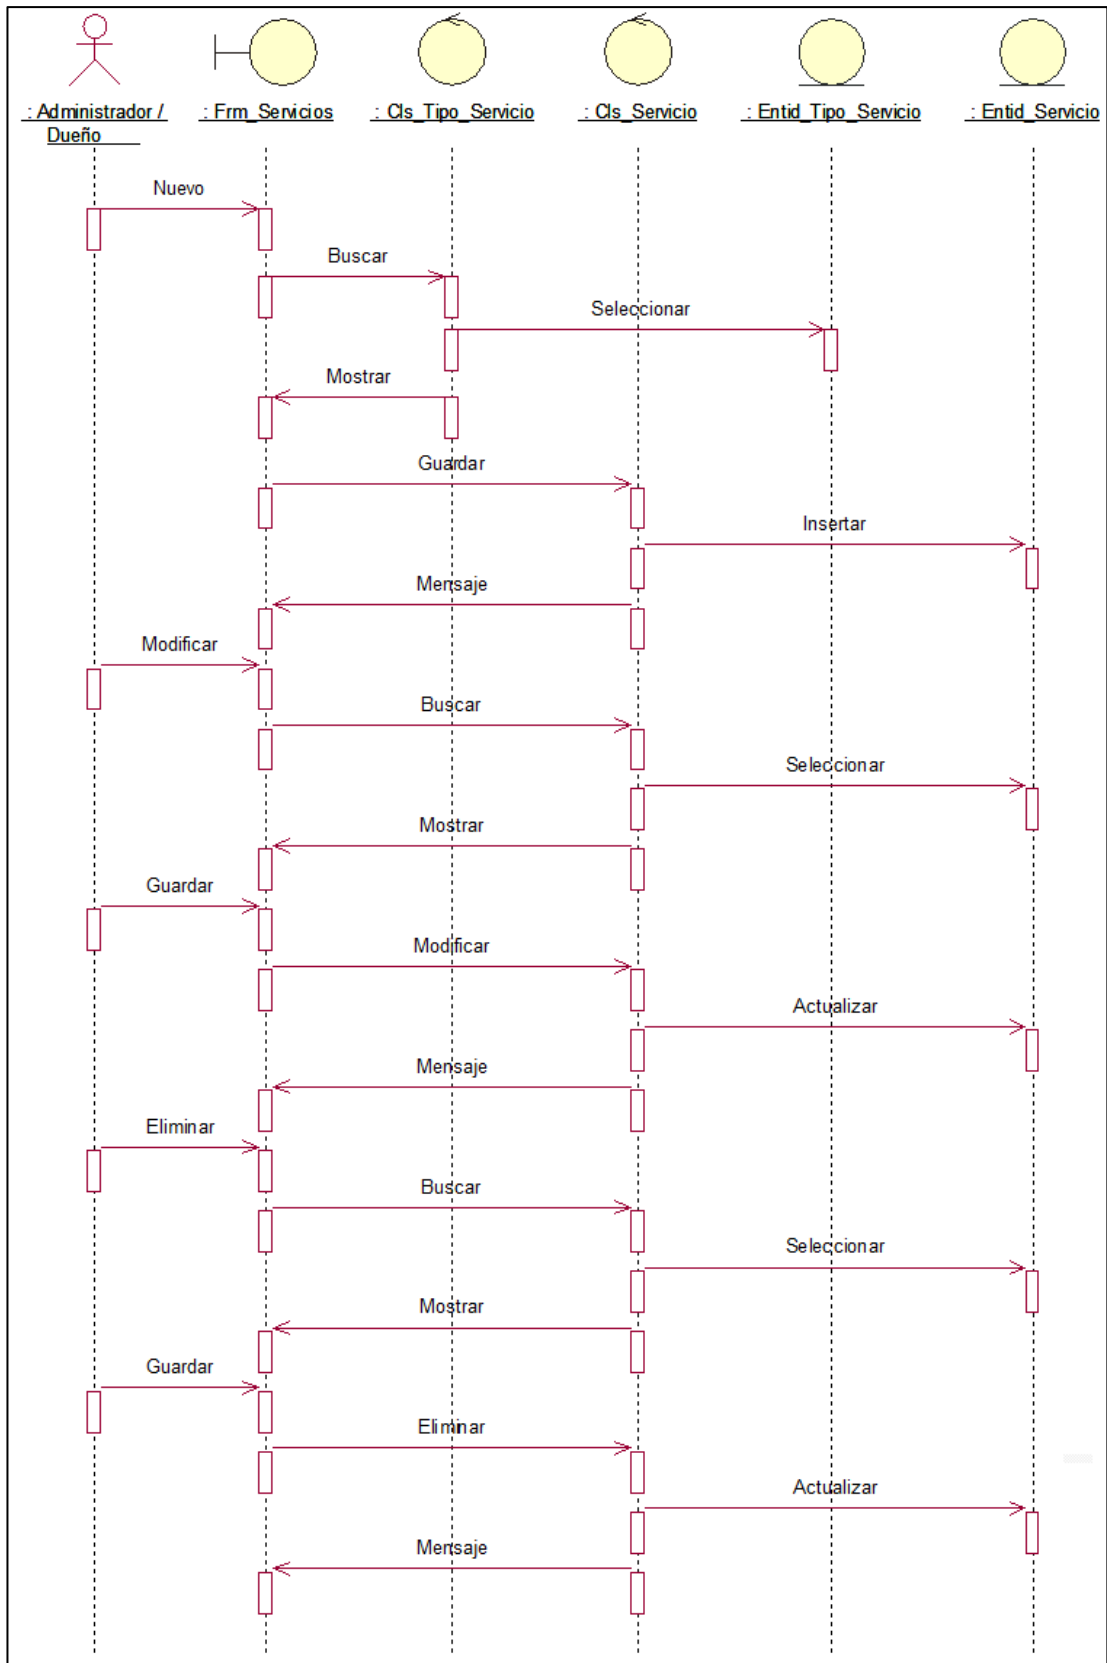 : Administrador /
Dueño
: Frm_Servicios
: Cls_Tipo_Servicio
: Cls_Servicio
: Entid_Tipo_Servicio
: Entid_Servicio
Nuevo
Buscar
Seleccionar
Mostrar
Guardar
Insertar
Mensaje
Modificar
Buscar
Seleccionar
Mostrar
Guardar
Modificar
Actualizar
Mensaje
Eliminar
Buscar
Seleccionar
Mostrar
Guardar
Eliminar
Actualizar
Mensaje